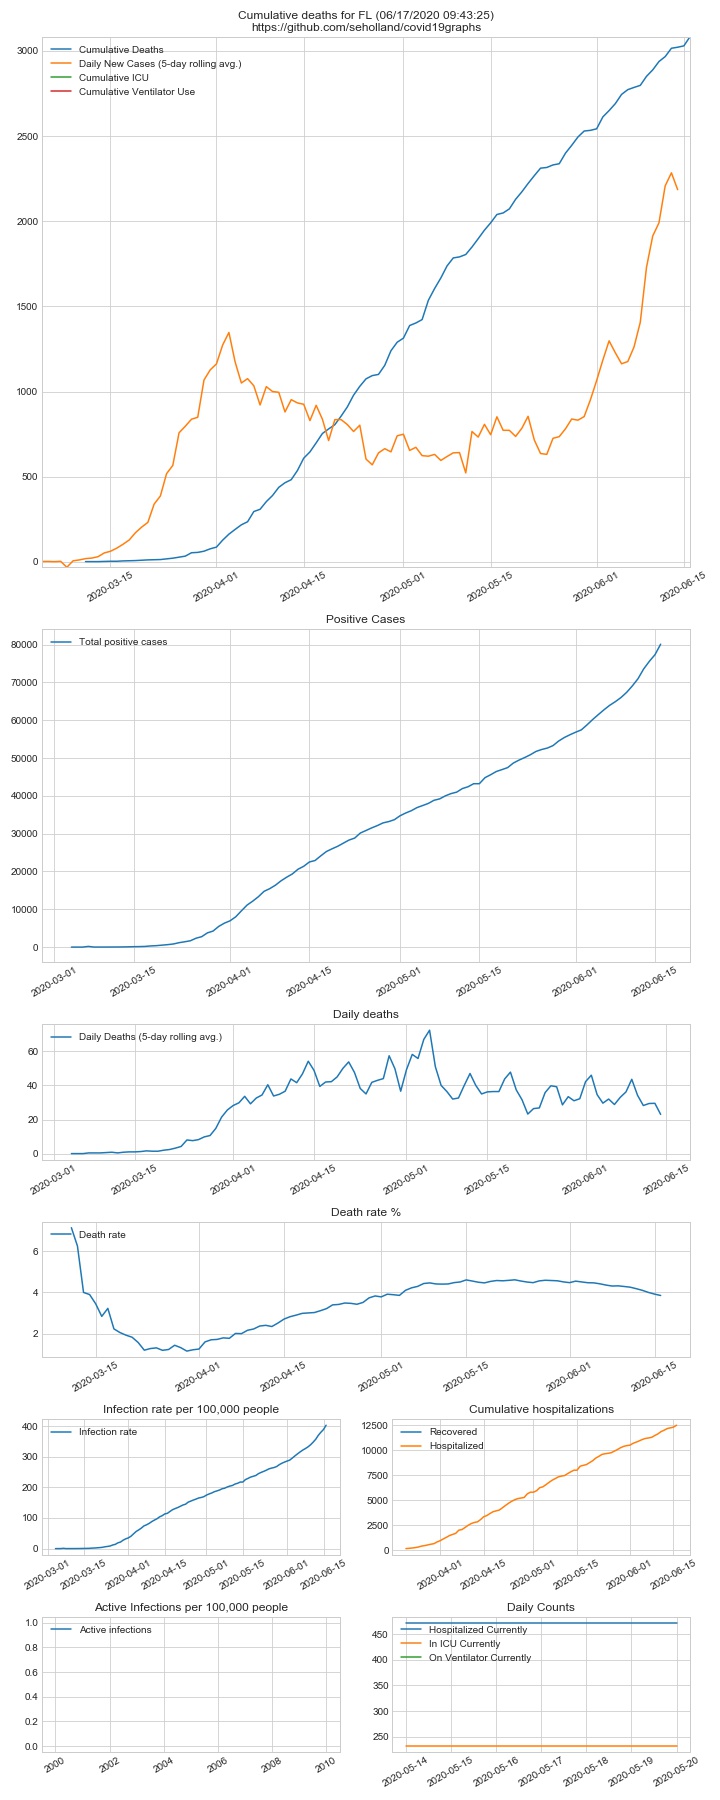 Cumulative deaths for FL (06/17/2020 09:43:25)
https://github.com/seholland/covid19graphs
Cumulative Deaths
Daily New Cases (5-day rolling avg.)
Cumulative ICU
Cumulative Ventilator Use
3000
2500
2000
1500
1000
500
0
2020-03-15 2020-04-01 2020-04-15 2020-05-01 2020-05-15 2020-06-01 2020-06-15
Positive Cases
Total positive cases
80000
70000
60000
50000
40000
30000
20000
10000
0
2020-03-01 2020-03-15 2020-04-01 2020-04-15 2020-05-01 2020-05-15 2020-06-01 2020-06-15
Daily deaths
Daily Deaths (5-day rolling avg.)
60
40
20
0
2020-03-01 2020-03-15 2020-04-01 2020-04-15 2020-05-01 2020-05-15 2020-06-01 2020-06-15
Death rate %
Death rate
6
4
2
2020-03-15 2020-04-01 2020-04-15 2020-05-01 2020-05-15 2020-06-01 2020-06-15
Infection rate per 100,000 people
Infection rate
400
300
200
100
0
2020-03-01 2020-03-15 2020-04-01 2020-04-15 2020-05-01 2020-05-15 2020-06-01 2020-06-15
Cumulative hospitalizations
Recovered
Hospitalized
12500
10000
7500
5000
2500
0
2020-04-01 2020-04-15 2020-05-01 2020-05-15 2020-06-01 2020-06-15
Active Infections per 100,000 people
Active infections
1.0
0.8
0.6
0.4
0.2
0.0
2000 2002 2004 2006 2008 2010
Daily Counts
Hospitalized Currently
In ICU Currently
On Ventilator Currently
450
400
350
300
250
2020-05-14 2020-05-15 2020-05-16 2020-05-17 2020-05-18 2020-05-19 2020-05-20